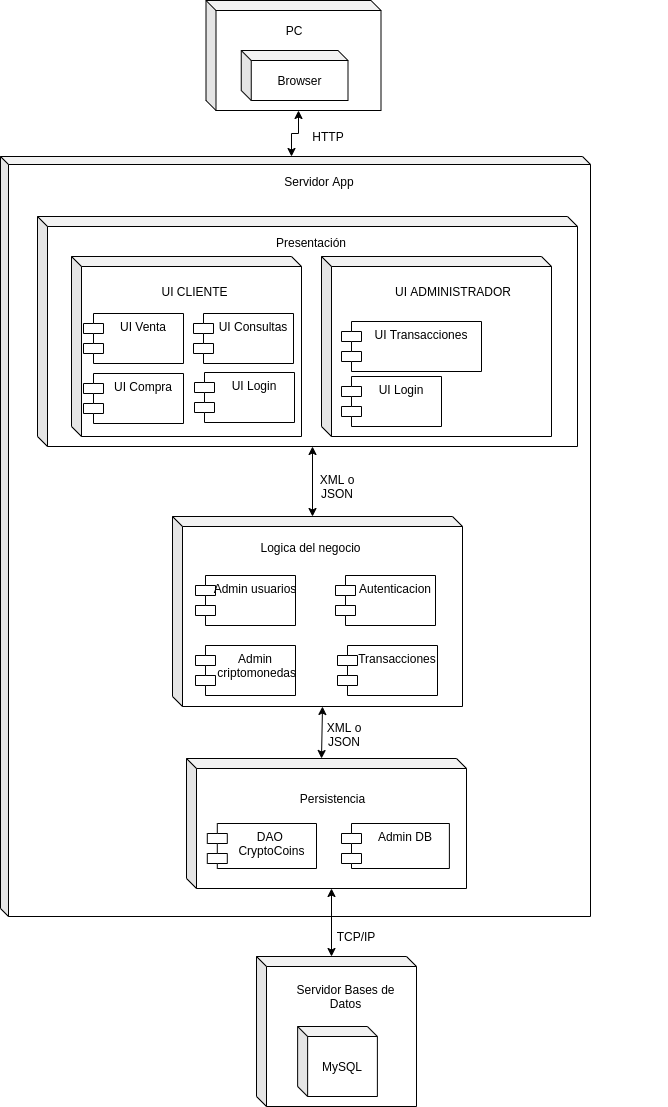 PC
Browser
HTTP
Servidor App
Presentación
UI CLIENTE
UI Venta
UI Consultas
UI Compra
UI Login
UI ADMINISTRADOR
UI Transacciones
UI Login
XML o
JSON
Logica del negocio
Admin usuarios
Autenticacion
Admin
criptomonedas
Transacciones
XML o
JSON
Persistencia
DAO
CryptoCoins
Admin DB
TCP/IP
Servidor Bases de
Datos
MySQL